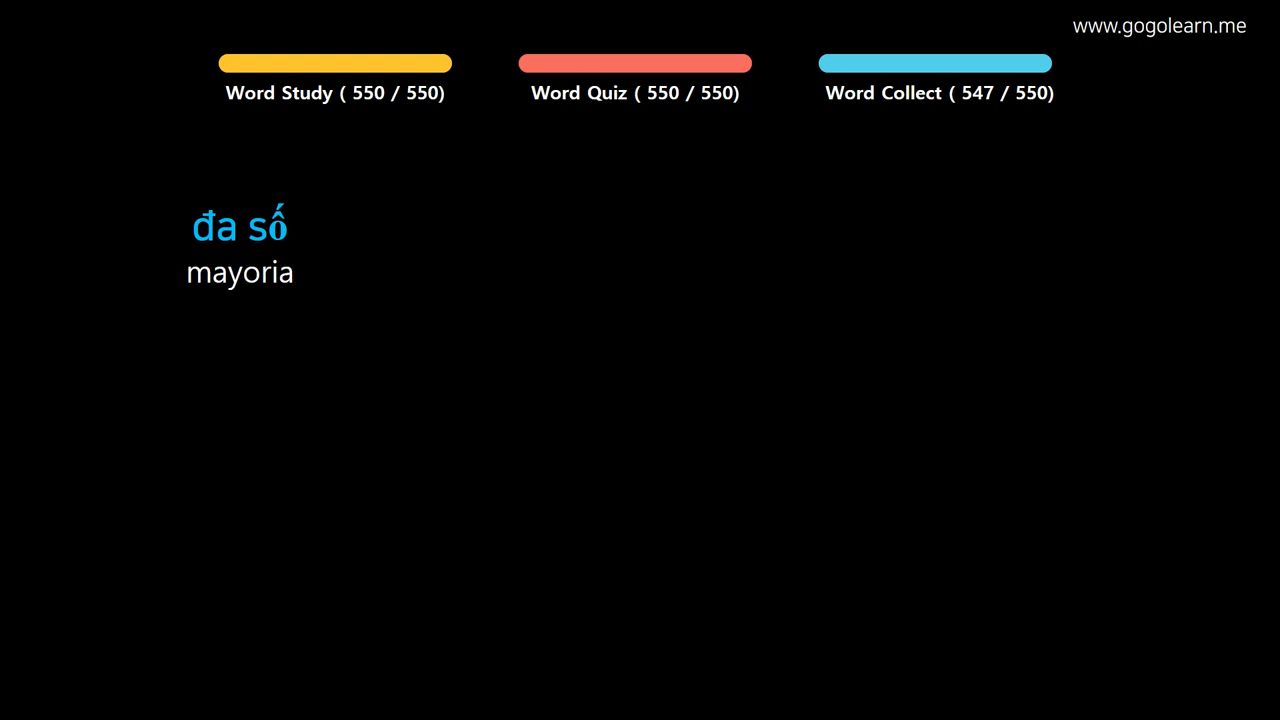 www.gogolearn.me
Word Study ( 550 / 550)
Word Quiz ( 550 / 550)
Word Collect ( 547 / 550)
đa số
mayoria